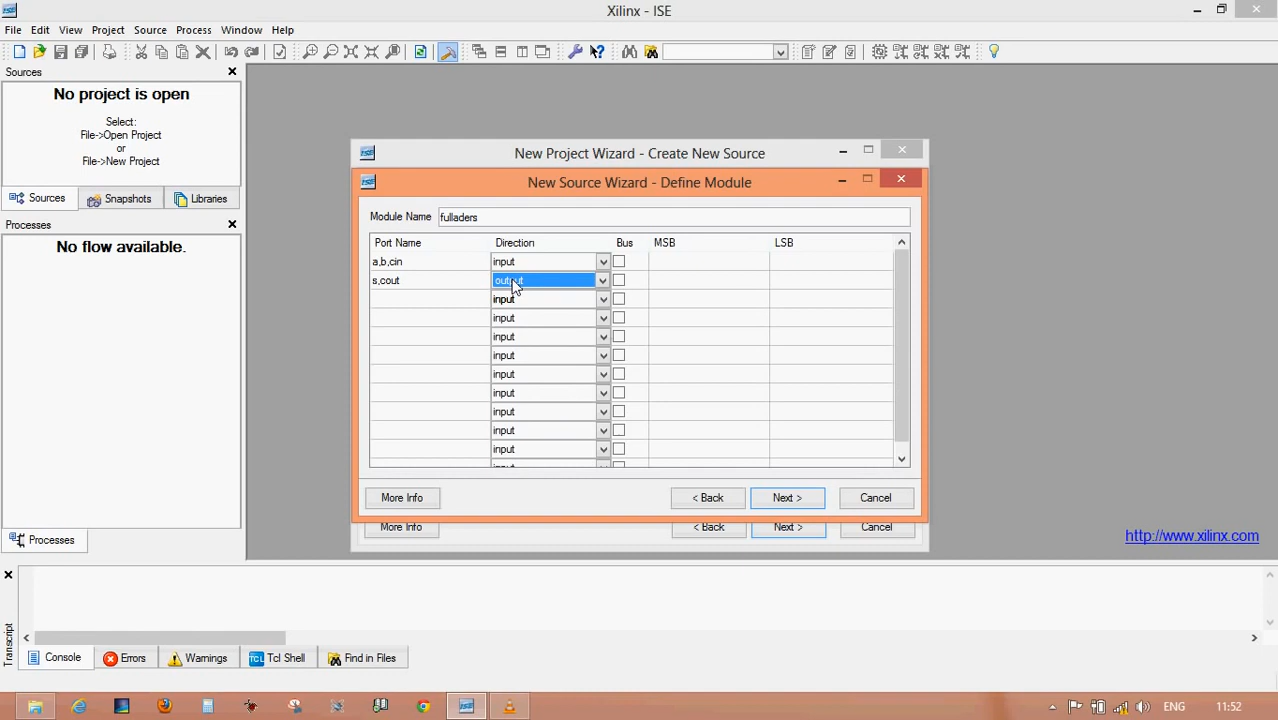 Xilinx - ISE
File Edit View Project Source Process Window Help
Sources
No project is open
Select:
File->Open Project
or
File->New Project
Sources Snapshots Libraries
Processes
No flow available.
Processes
New Project Wizard - Create New Source
New Source Wizard - Define Module
Module Name fulladers
Port Name Direction Bus MSB LSB
a,b,cin input
s,cout output
input
input
input
input
input
input
input
input
input
More Info < Back Next > Cancel
More Info < Back Next > Cancel
http://www.xilinx.com
Transcript
Console Errors Warnings TCL Tcl Shell Find in Files
ENG 11:52